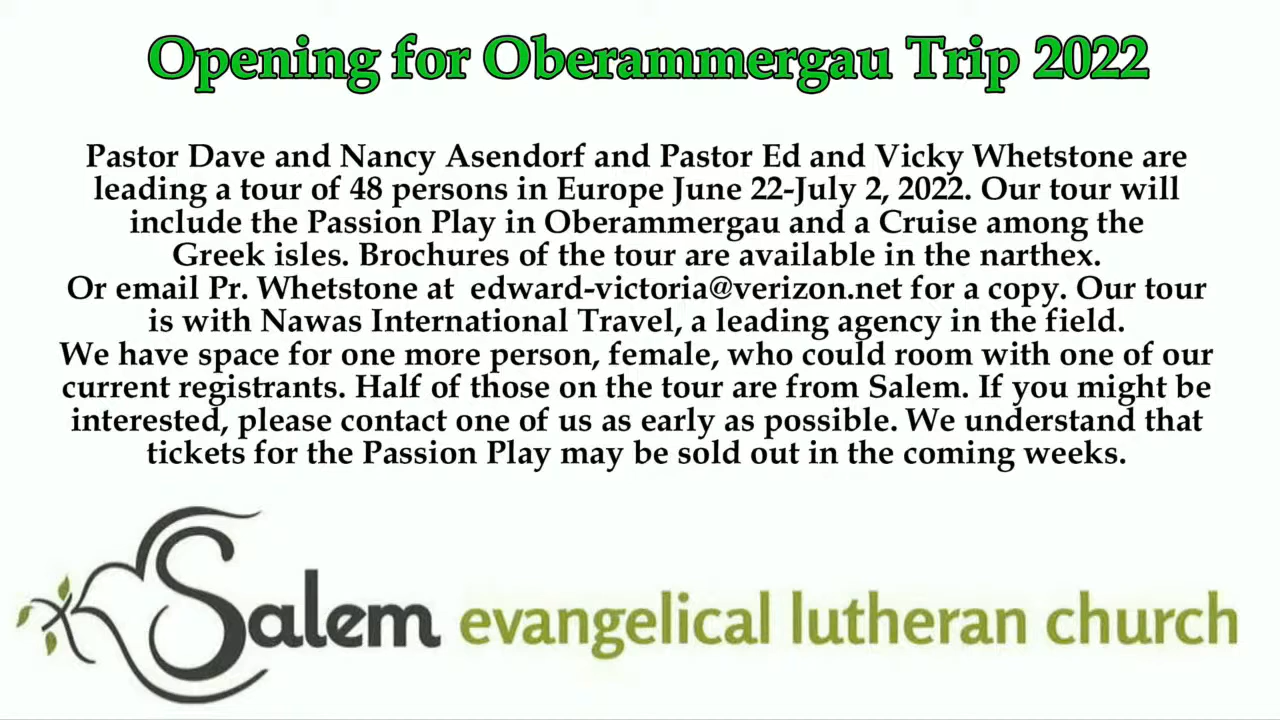 Opening for Oberammergau Trip 2022
Pastor Dave and Nancy Asendorf and Pastor Ed and Vicky Whetstone are
leading a tour of 48 persons in Europe June 22-July 2, 2022. Our tour will
include the Passion Play in Oberammergau and a Cruise among the
Greek isles. Brochures of the tour are available in the narthex.
Or email Pr. Whetstone at  edward-victoria@verizon.net for a copy. Our tour
is with Nawas International Travel, a leading agency in the field.
We have space for one more person, female, who could room with one of our
current registrants. Half of those on the tour are from Salem. If you might be
interested, please contact one of us as early as possible. We understand that
tickets for the Passion Play may be sold out in the coming weeks.
Salem evangelical lutheran church